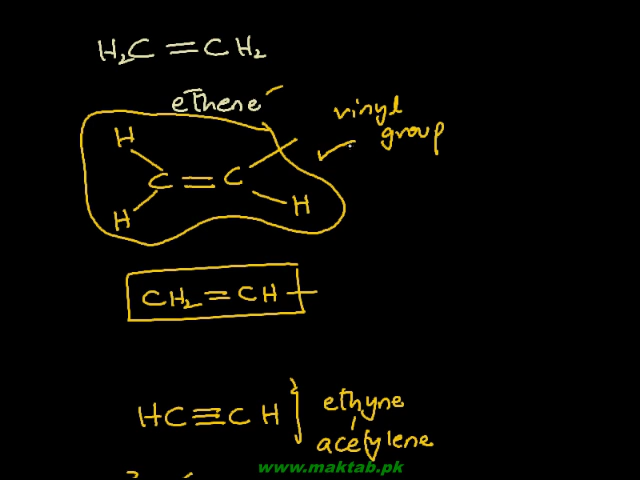 H₂C=CH₂
ethene
vinyl
group
H
C=C
H
H
CH₂=CH–
HC≡CH
ethyne
acetylene
www.maktab.pk